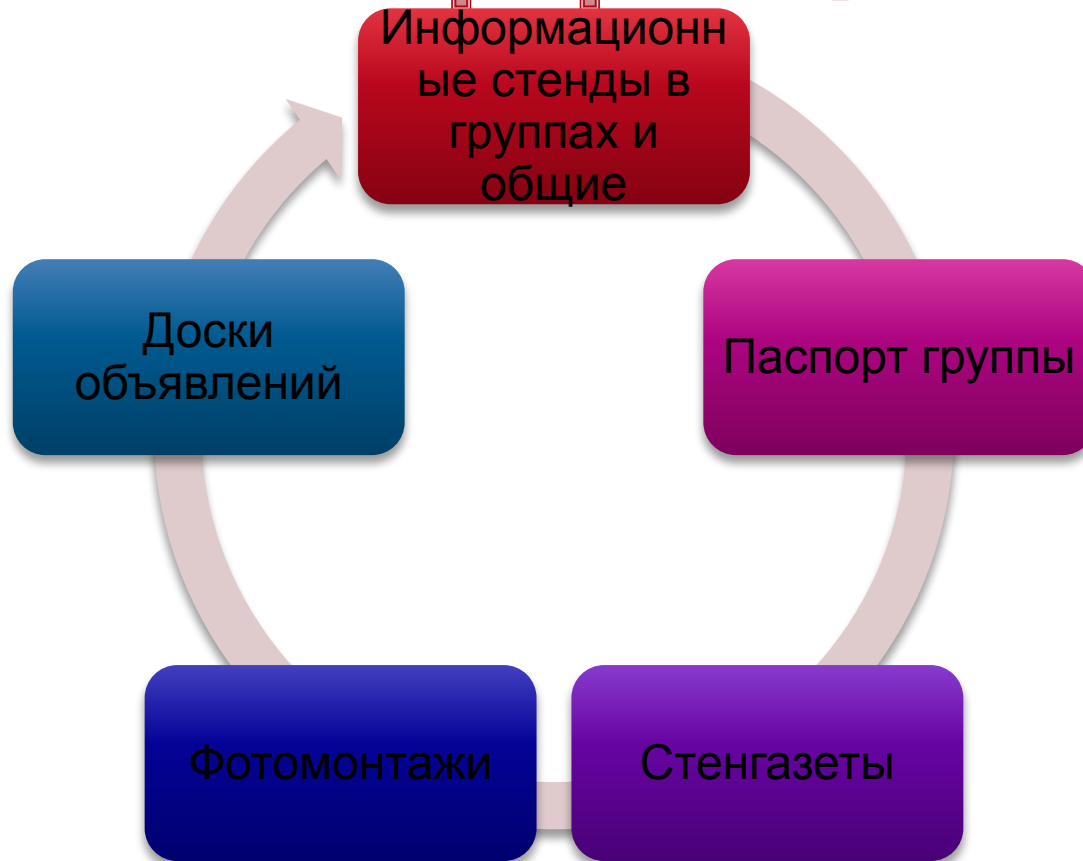 Информационн
ые стенды в
группах и
общие
Паспорт группы
Стенгазеты
Фотомонтажи
Доски
объявлений